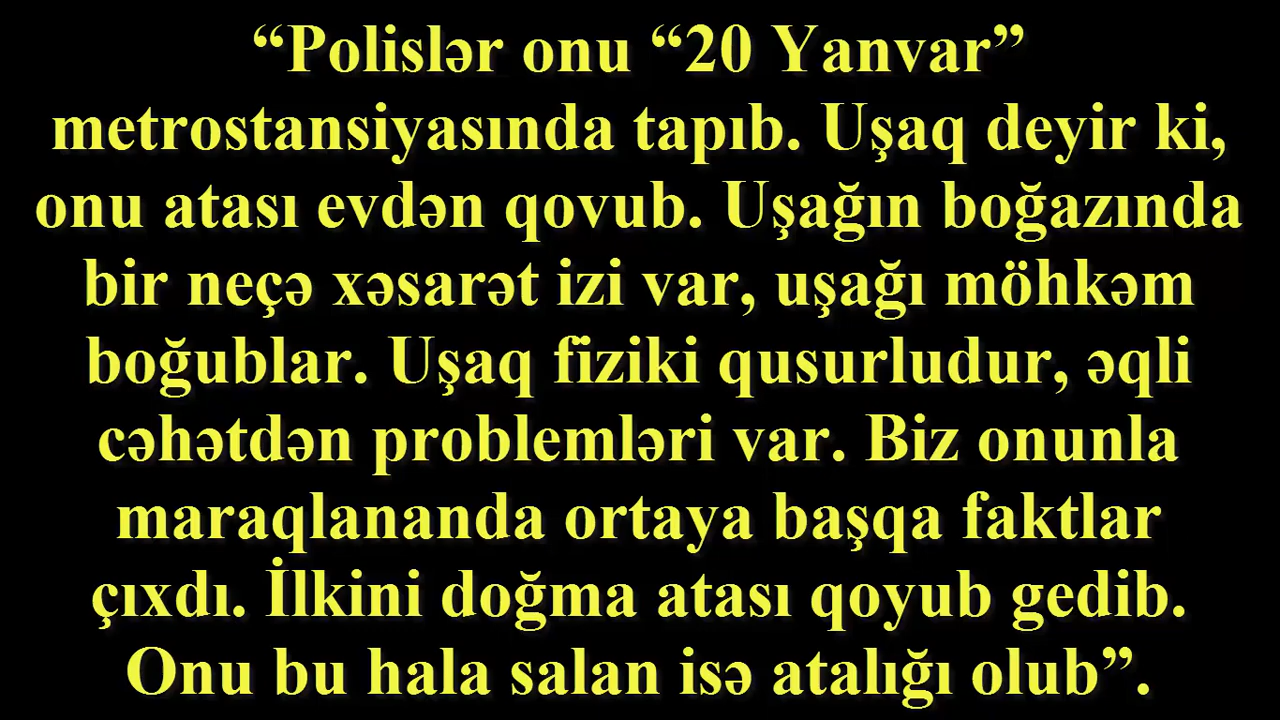 “Polislər onu “20 Yanvar”
metrostansiyasında tapıb. Uşaq deyir ki,
onu atası evdən qovub. Uşağın boğazında
bir neçə xəsarət izi var, uşağı möhkəm
boğublar. Uşaq fiziki qusurludur, əqli
cəhətdən problemləri var. Biz onunla
maraqlananda ortaya başqa faktlar
çıxdı. İlkini doğma atası qoyub gedib.
Onu bu hala salan isə atalığı olub”.